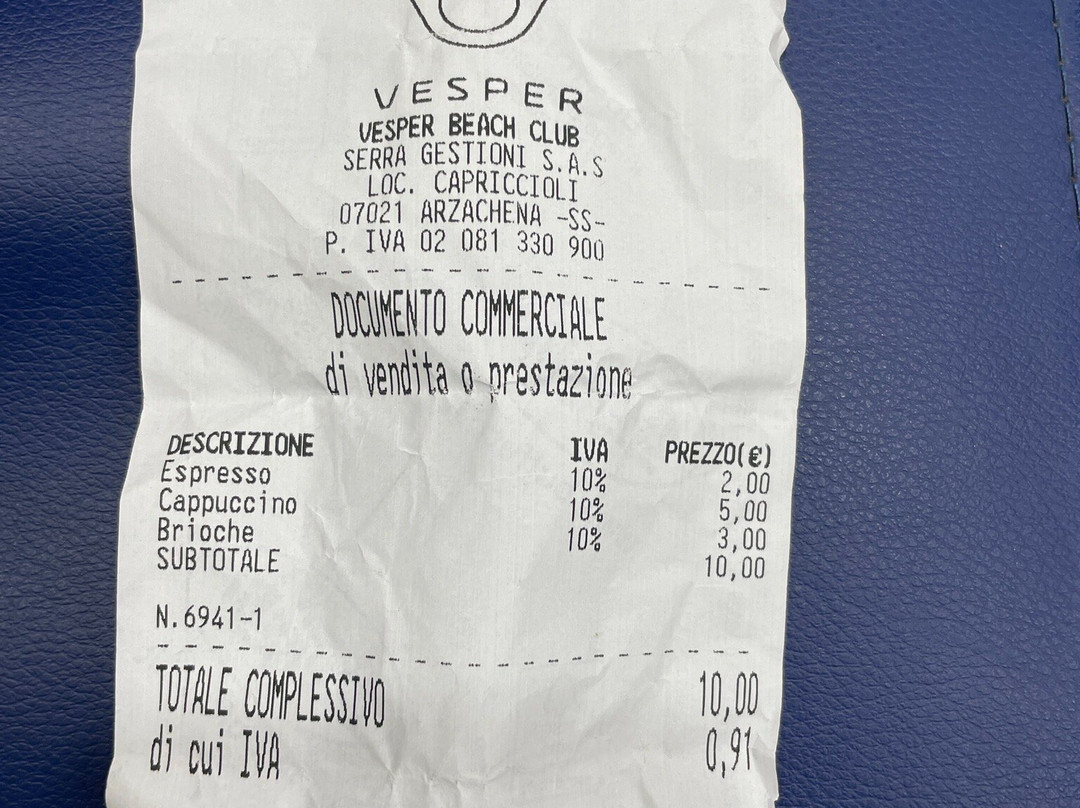 VESPER
VESPER BEACH CLUB
SERRA GESTIONI S.A.S
LOC. CAPRICCIOLI
07021 ARZACHENA -SS-
P. IVA 02 081 330 900
DOCUMENTO COMMERCIALE
di vendita o prestazione
DESCRIZIONE IVA PREZZO(€)
Espresso 10% 2,00
Cappuccino 10% 5,00
Brioche 10% 3,00
SUBTOTALE 10,00
N.6941-1
TOTALE COMPLESSIVO 10,00
di cui IVA 0,91